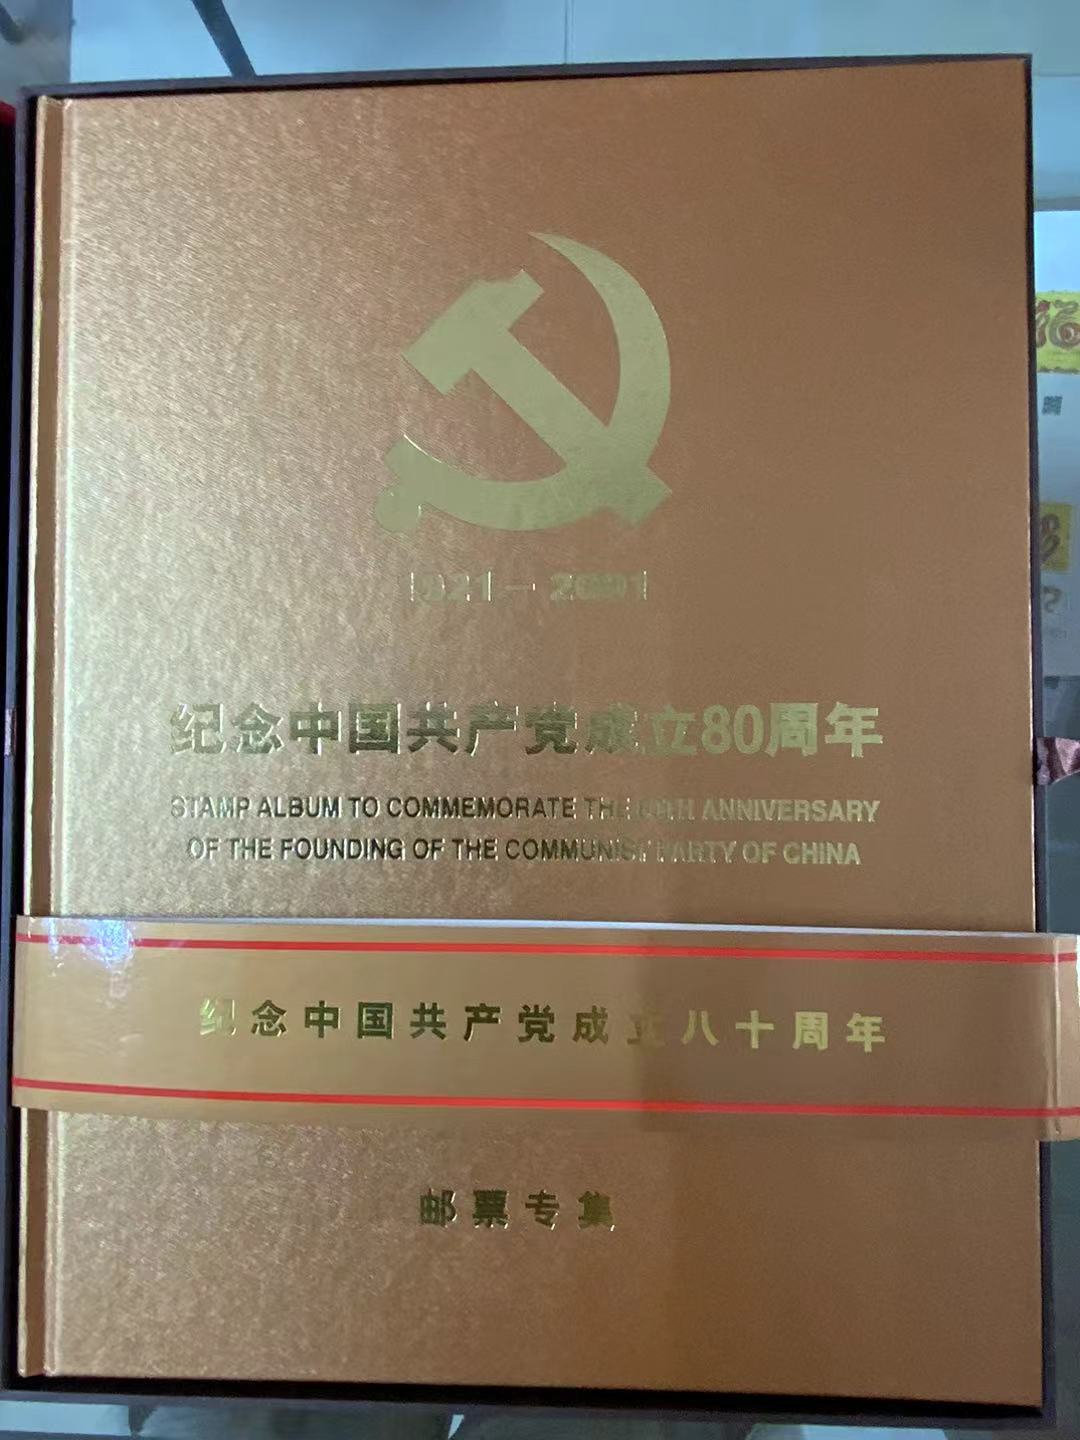 1921－2001
纪念中国共产党成立80周年
STAMP ALBUM TO COMMEMORATE THE 80TH ANNIVERSARY
OF THE FOUNDING OF THE COMMUNIST PARTY OF CHINA
纪念中国共产党成立八十周年
邮票专集